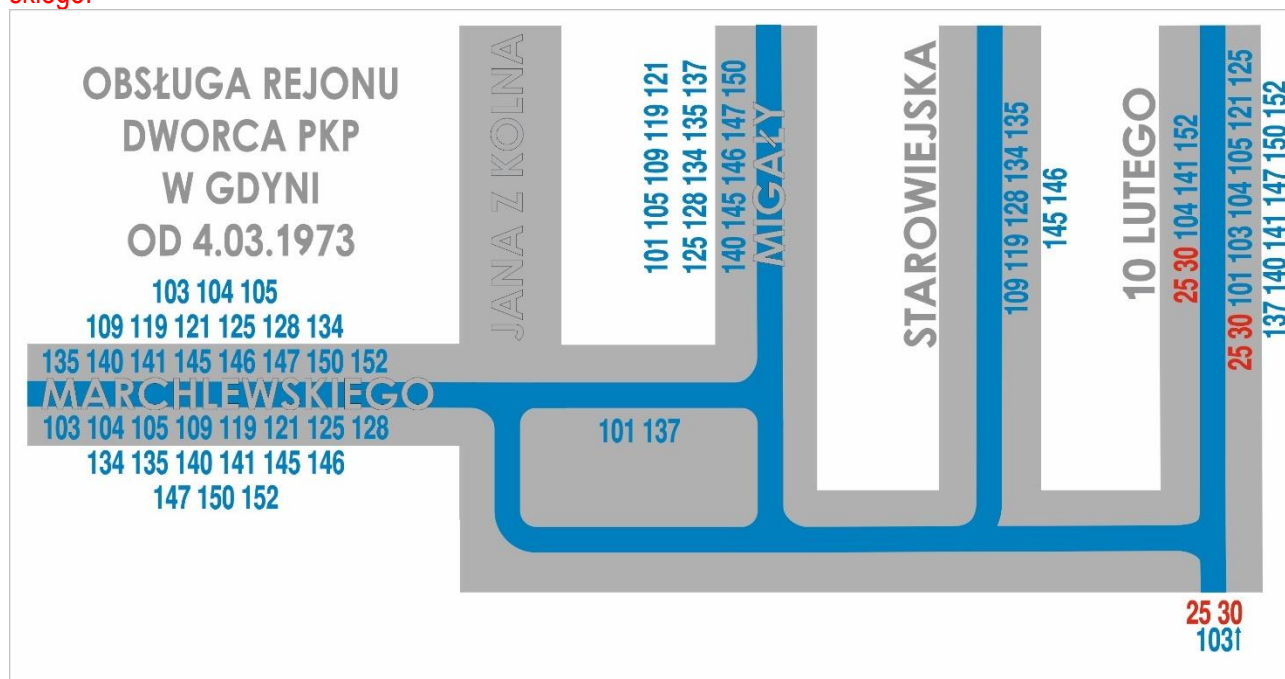 skiego.
OBSŁUGA REJONU
DWORCA PKP
W GDYNI
OD 4.03.1973
103 104 105
109 119 121 125 128 134
135 140 141 145 146 147 150 152
MARCHLEWSKIEGO
103 104 105 109 119 121 125 128
134 135 140 141 145 146
147 150 152
JANA Z KOLNA
101 105 109 119 121
125 128 134 135 137
140 145 146 147 150
MIGAŁY
101 137
STAROWIEJSKA
109 119 128 134 135
145 146
10 LUTEGO
25 30 104 141 152
25 30 101 103 104 105 121 125
137 140 141 147 150 152
25 30
103↑